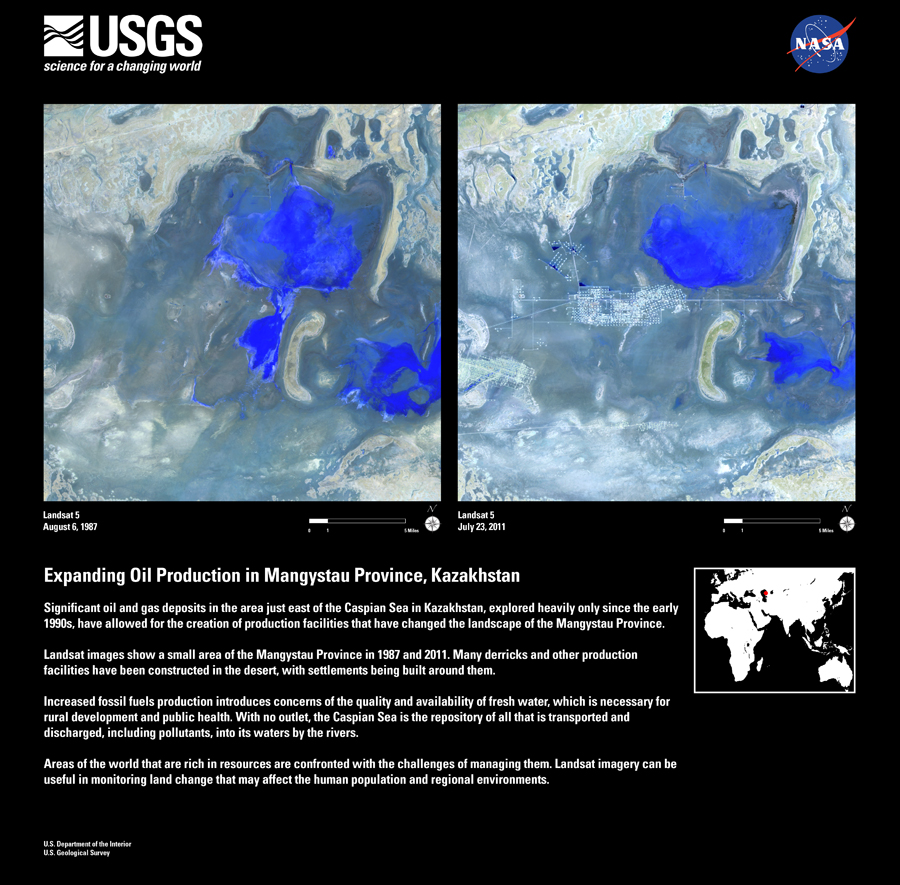 USGS
science for a changing world
NASA
Landsat 5
August 6, 1987
0 1 5 Miles
N
Landsat 5
July 23, 2011
0 1 5 Miles
N
Expanding Oil Production in Mangystau Province, Kazakhstan
Significant oil and gas deposits in the area just east of the Caspian Sea in Kazakhstan, explored heavily only since the early
1990s, have allowed for the creation of production facilities that have changed the landscape of the Mangystau Province.
Landsat images show a small area of the Mangystau Province in 1987 and 2011. Many derricks and other production
facilities have been constructed in the desert, with settlements being built around them.
Increased fossil fuels production introduces concerns of the quality and availability of fresh water, which is necessary for
rural development and public health. With no outlet, the Caspian Sea is the repository of all that is transported and
discharged, including pollutants, into its waters by the rivers.
Areas of the world that are rich in resources are confronted with the challenges of managing them. Landsat imagery can be
useful in monitoring land change that may affect the human population and regional environments.
U.S. Department of the Interior
U.S. Geological Survey